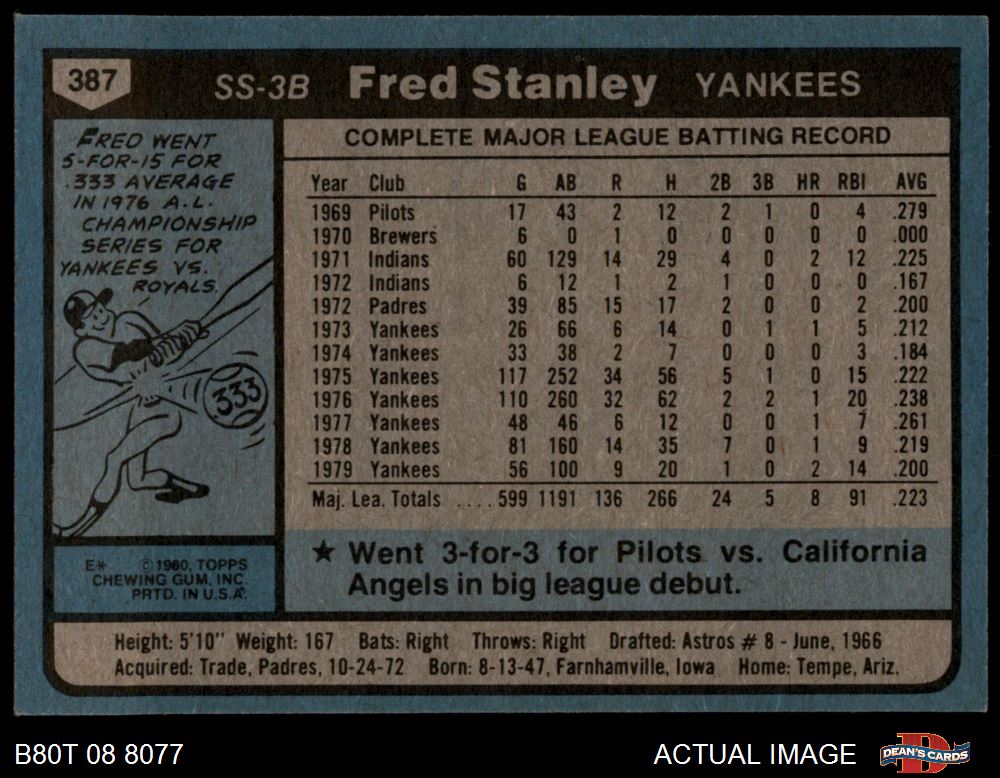 387 SS-3B Fred Stanley YANKEES
FRED WENT
5-FOR-15 FOR
.333 AVERAGE
IN 1976 A.L.
CHAMPIONSHIP
SERIES FOR
YANKEES VS.
ROYALS.
.333
E* ©1980, TOPPS
CHEWING GUM, INC.
PRTD. IN U.S.A.
COMPLETE MAJOR LEAGUE BATTING RECORD
Year Club G AB R H 2B 3B HR RBI AVG
1969 Pilots 17 43 2 12 2 1 0 4 .279
1970 Brewers 6 0 1 0 0 0 0 0 .000
1971 Indians 60 129 14 29 4 0 2 12 .225
1972 Indians 6 12 1 2 1 0 0 0 .167
1972 Padres 39 85 15 17 2 0 0 2 .200
1973 Yankees 26 66 6 14 0 1 1 5 .212
1974 Yankees 33 38 2 7 0 0 0 3 .184
1975 Yankees 117 252 34 56 5 1 0 15 .222
1976 Yankees 110 260 32 62 2 2 1 20 .238
1977 Yankees 48 46 6 12 0 0 1 7 .261
1978 Yankees 81 160 14 35 7 0 1 9 .219
1979 Yankees 56 100 9 20 1 0 2 14 .200
Maj. Lea. Totals .... 599 1191 136 266 24 5 8 91 .223
★ Went 3-for-3 for Pilots vs. California
Angels in big league debut.
Height: 5'10" Weight: 167 Bats: Right Throws: Right Drafted: Astros # 8 - June, 1966
Acquired: Trade, Padres, 10-24-72 Born: 8-13-47, Farnhamville, Iowa Home: Tempe, Ariz.
B80T 08 8077 ACTUAL IMAGE DEAN'S CARDS